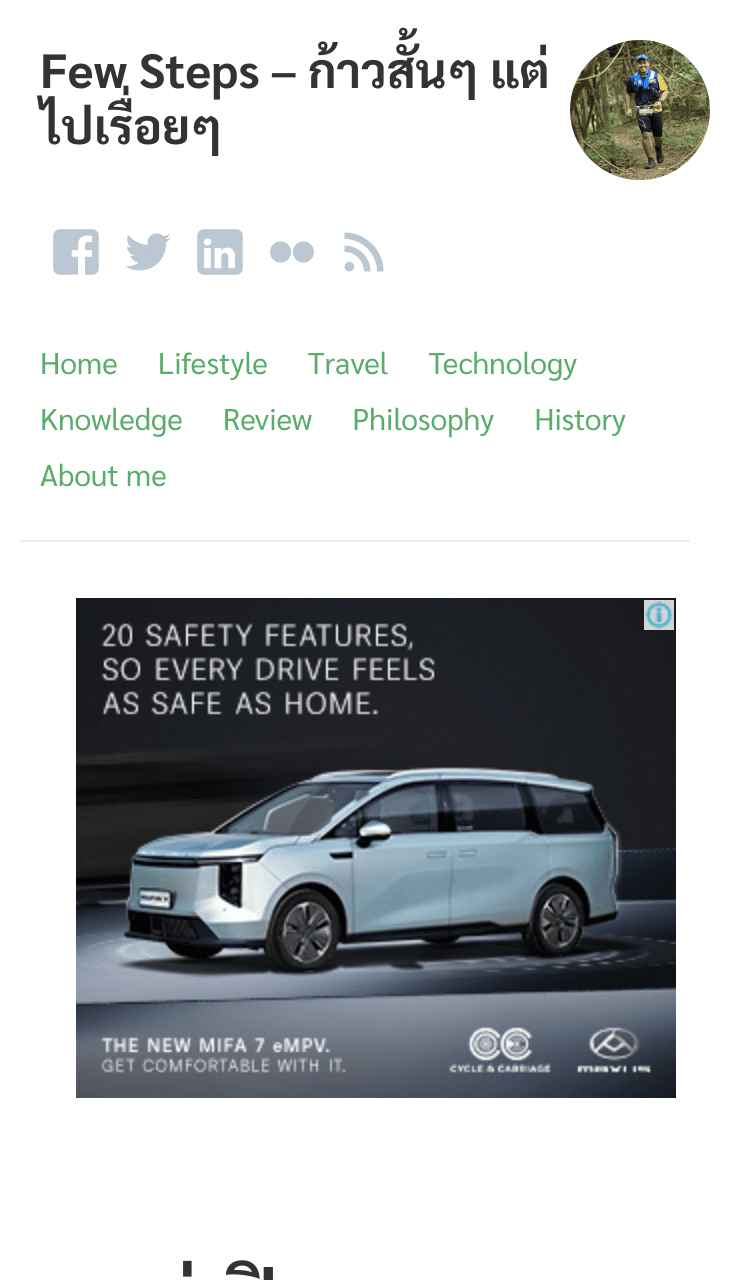 Few Steps – ก้าวสั้นๆ แต่
ไปเรื่อยๆ
Home Lifestyle Travel Technology
Knowledge Review Philosophy History
About me
20 SAFETY FEATURES,
SO EVERY DRIVE FEELS
AS SAFE AS HOME.
THE NEW MIFA 7 eMPV.
GET COMFORTABLE WITH IT.
CYCLE & CARRIAGE
MAXUS